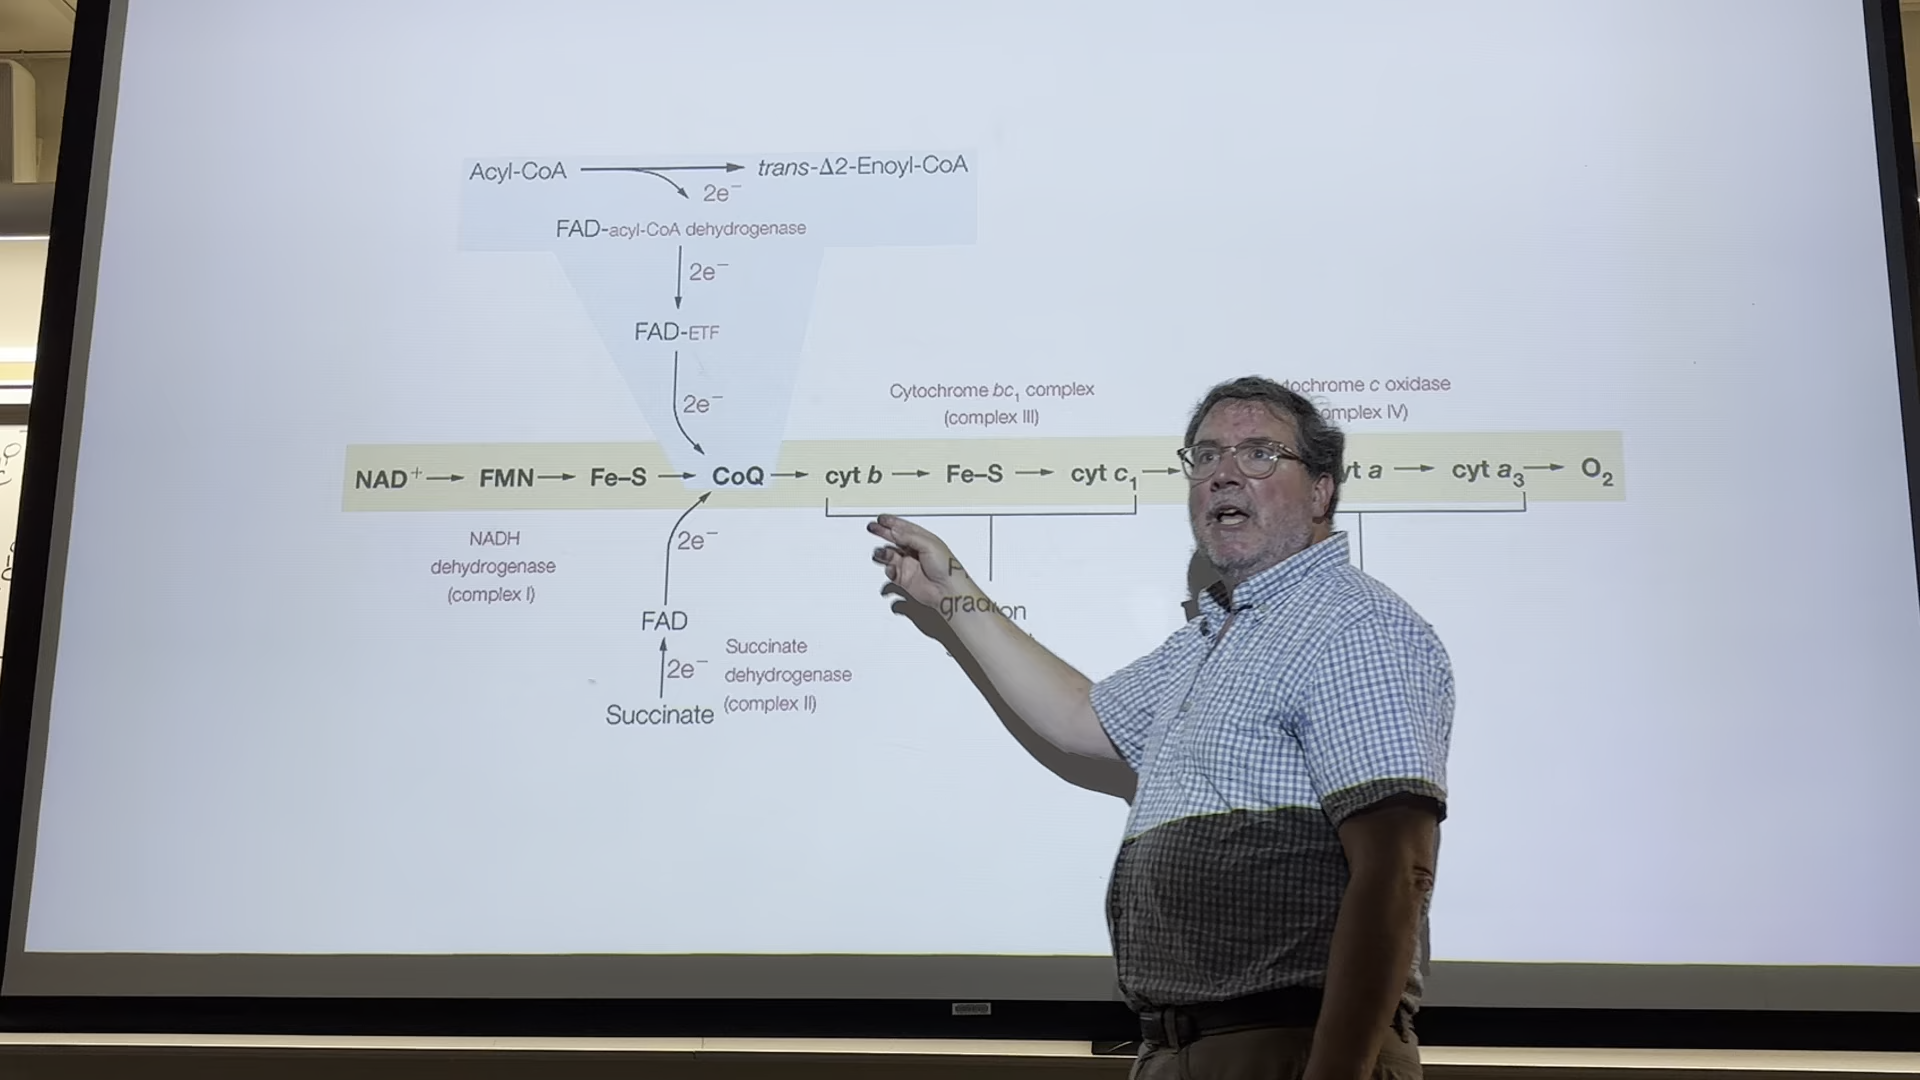 Acyl-CoA trans-Δ2-Enoyl-CoA
2e⁻
FAD-acyl-CoA dehydrogenase
2e⁻
FAD-ETF
2e⁻
Cytochrome bc₁ complex
(complex III)
c oxidase
IV)
NAD⁺ → FMN → Fe–S → CoQ → cyt b → Fe–S → cyt c₁ → a → cyt a₃ → O₂
NADH
dehydrogenase
(complex I)
2e⁻
FAD
2e⁻
Succinate
Succinate
dehydrogenase
(complex II)